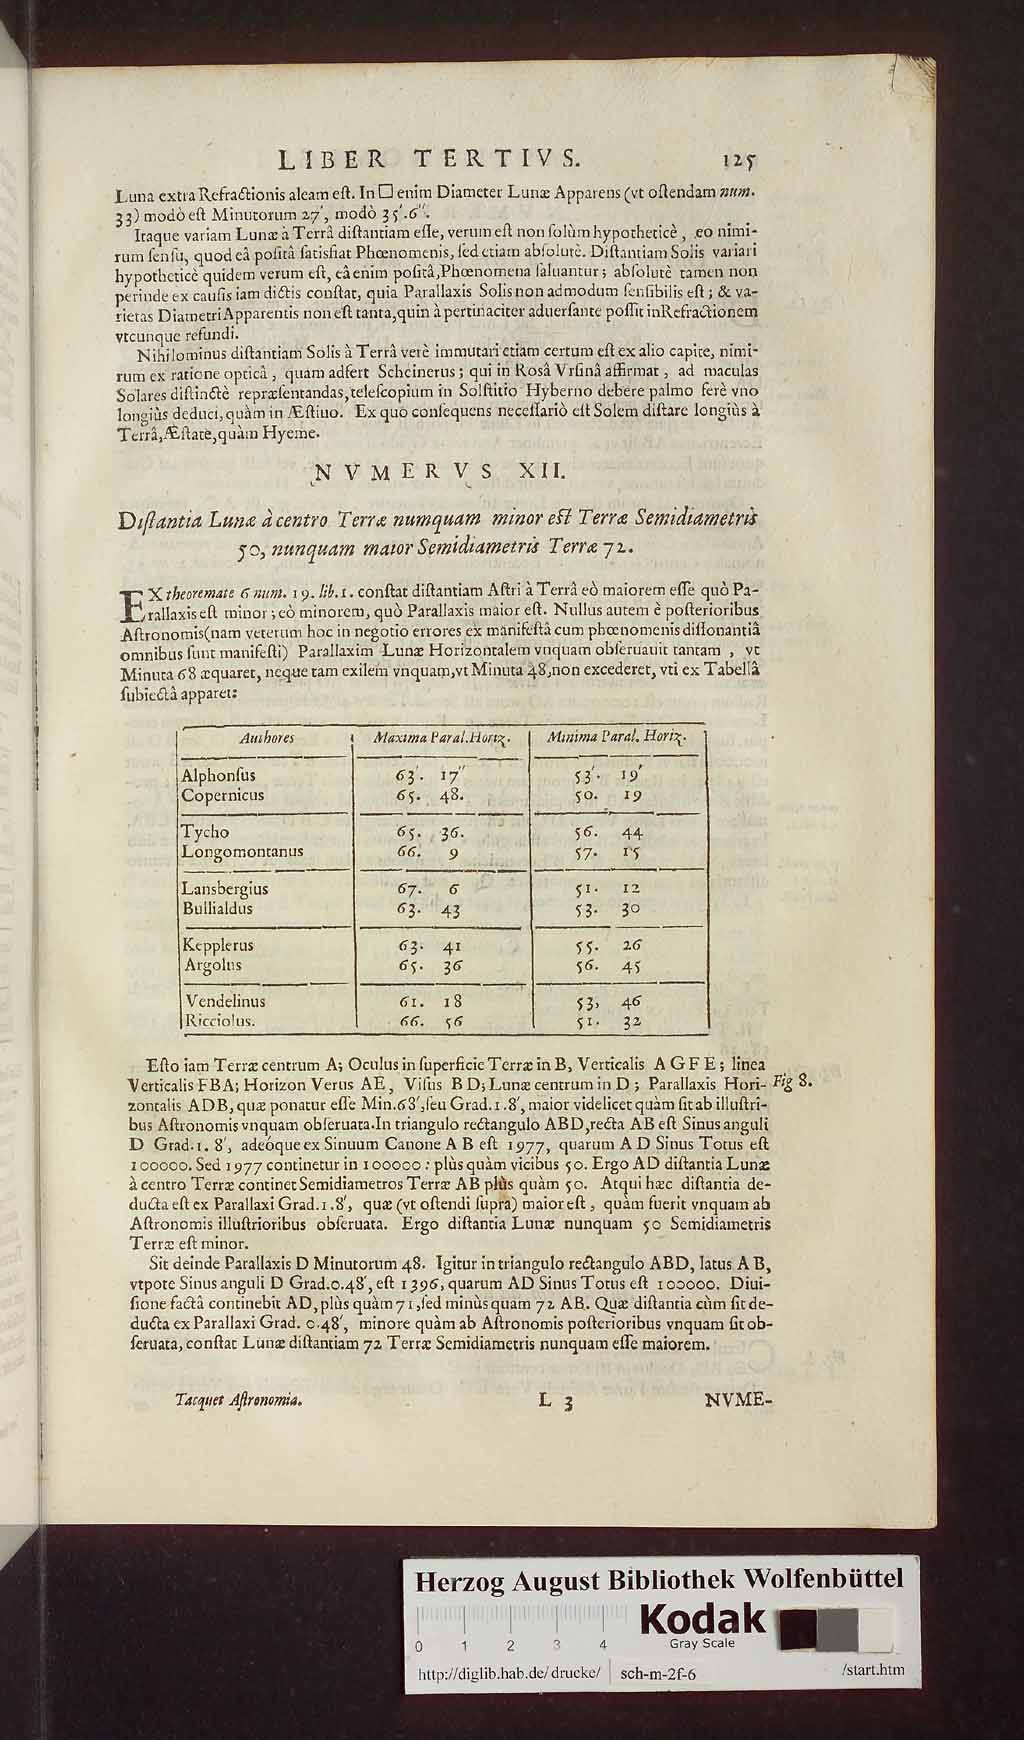 LIBER TERTIVS. 125
Luna extra Refractionis aleam est. In □ enim Diameter Lunæ Apparens (vt ostendam num.
33) modò est Minutorum 27′, modò 35′.6″.
Itaque variam Lunæ à Terrâ distantiam esse, verum est non solùm hypotheticè, eo nimi-
rum sensu, quod eâ positâ satisfiat Phœnomenis, sed etiam absolutè. Distantiam Solis variari
hypotheticè quidem verum est, eâ enim positâ, Phœnomena saluantur; absolutè tamen non
perinde ex causis iam dictis constat, quia Parallaxis Solis non admodum sensibilis est; & va-
rietas Diametri Apparentis non est tanta, quin à pertinaciter aduersante possit in Refractionem
vtcunque refundi.
Nihilominus distantiam Solis à Terrâ verè immutari etiam certum est ex alio capite, nimi-
rum ex ratione opticâ, quam adfert Scheinerus; qui in Rosâ Vrsinâ affirmat, ad maculas
Solares distinctè repræsentandas, telescopium in Solstitio Hyberno debere palmo ferè vno
longiùs deduci, quàm in Æstiuo. Ex quo consequens necessariò est Solem distare longiùs à
Terrâ, Æstate, quàm Hyeme.
NVMERVS XII.
Distantia Lunæ à centro Terræ numquam minor est Terræ Semidiametris
50, nunquam maior Semidiametris Terræ 72.
EX theoremate 6 num. 19. lib. 1. constat distantiam Astri à Terrâ eò maiorem esse quò Pa-
rallaxis est minor; eò minorem, quò Parallaxis maior est. Nullus autem è posterioribus
Astronomis (nam veterum hoc in negotio errores ex manifestâ cum phœnomenis dissonantiâ
omnibus sunt manifesti) Parallaxim Lunæ Horizontalem vnquam obseruauit tantam, vt
Minuta 68 æquaret, neque tam exilem vnquam, vt Minuta 48, non excederet, vti ex Tabellâ
subiectâ apparet:
Authores Maxima Paral. Horiz. Minima Paral. Horiz.
Alphonsus 63′. 17″ 53′. 19′
Copernicus 65. 48. 50. 19
Tycho 65. 36. 56. 44
Longomontanus 66. 9 57. 15
Lansbergius 67. 6 51. 12
Bullialdus 63. 43 53. 30
Kepplerus 63. 41 55. 26
Argolus 65. 36 56. 45
Vendelinus 61. 18 53, 46
Ricciolus. 66. 56 51. 32
Esto iam Terræ centrum A; Oculus in superficie Terræ in B, Verticalis AGFE; linea
Verticalis FBA; Horizon Verus AE, Visus BD; Lunæ centrum in D; Parallaxis Hori- Fig 8.
zontalis ADB, quæ ponatur esse Min. 68′, seu Grad. 1. 8′, maior videlicet quàm sit ab illustri-
bus Astronomis vnquam obseruata. In triangulo rectangulo ABD, recta AB est Sinus anguli
D Grad. 1. 8′, adeóque ex Sinuum Canone AB est 1977, quarum AD Sinus Totus est
100000. Sed 1977 continetur in 100000: plùs quàm vicibus 50. Ergo AD distantia Lunæ
à centro Terræ continet Semidiametros Terræ AB plùs quàm 50. Atqui hæc distantia de-
ducta est ex Parallaxi Grad. 1. 8′, quæ (vt ostendi supra) maior est, quàm fuerit vnquam ab
Astronomis illustrioribus obseruata. Ergo distantia Lunæ nunquam 50 Semidiametris
Terræ est minor.
Sit deinde Parallaxis D Minutorum 48. Igitur in triangulo rectangulo ABD, latus AB,
vtpote Sinus anguli D Grad. 0. 48′, est 1396, quarum AD Sinus Totus est 100000. Diui-
sione factâ continebit AD, plùs quàm 71, sed minùs quam 72 AB. Quæ distantia cùm sit de-
ducta ex Parallaxi Grad. 0. 48′, minore quàm ab Astronomis posterioribus vnquam sit ob-
seruata, constat Lunæ distantiam 72 Terræ Semidiametris nunquam esse maiorem.
Tacquet Astronomia. L 3 NVME-
Herzog August Bibliothek Wolfenbüttel
Kodak
0 1 2 3 4 Gray Scale
http://diglib.hab.de/drucke/ sch-m-2f-6 /start.htm